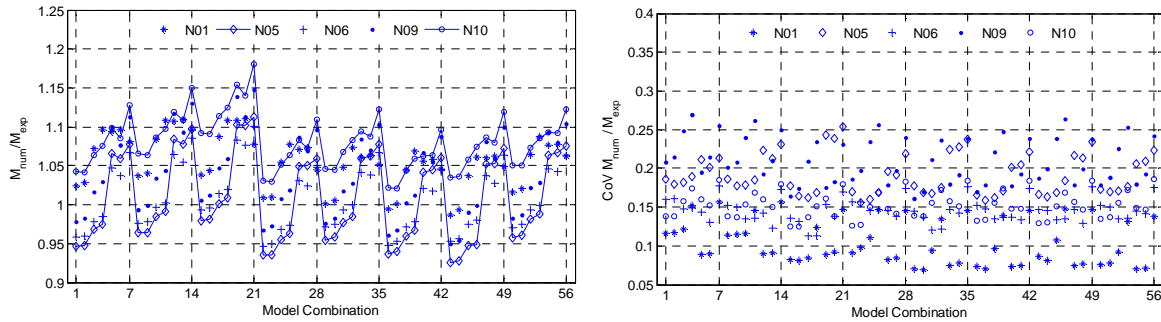 1.25
N01 N05 N06 N09 N10
1.2
1.15
1.1
1.05
1
0.95
0.9
M_num/M_exp
1 7 14 21 28 35 42 49 56
Model Combination
0.4
N01 N05 N06 N09 N10
0.35
0.3
0.25
0.2
0.15
0.1
0.05
CoV M_num / M_exp
1 7 14 21 28 35 42 49 56
Model Combination